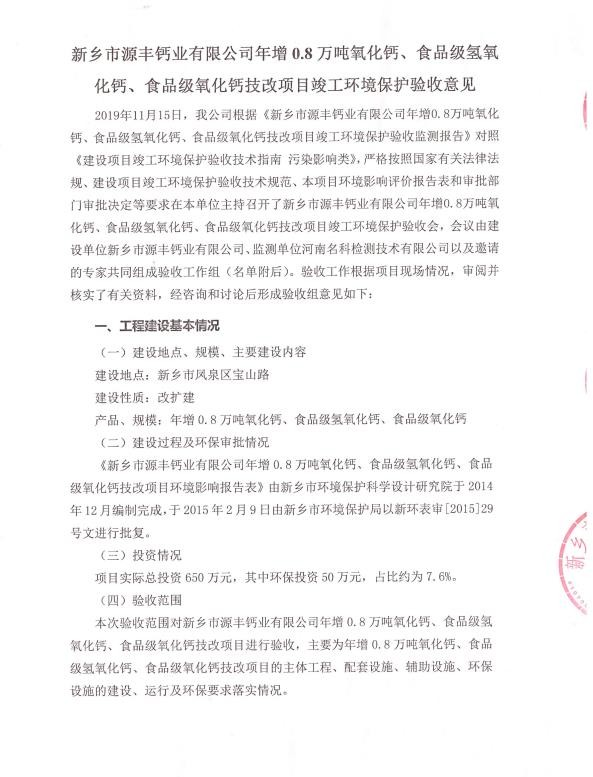 新乡市源丰钙业有限公司年增 0.8 万吨氧化钙、食品级氢氧
化钙、食品级氧化钙技改项目竣工环境保护验收意见
2019年11月15日，我公司根据《新乡市源丰钙业有限公司年增0.8万吨氧化
钙、食品级氢氧化钙、食品级氧化钙技改项目竣工环境保护验收监测报告》对照
《建设项目竣工环境保护验收技术指南 污染影响类》，严格按照国家有关法律法
规、建设项目竣工环境保护验收技术规范、本项目环境影响评价报告表和审批部
门审批决定等要求在本单位主持召开了新乡市源丰钙业有限公司年增0.8万吨氧
化钙、食品级氢氧化钙、食品级氧化钙技改项目竣工环境保护验收会，会议由建
设单位新乡市源丰钙业有限公司、监测单位河南名科检测技术有限公司以及邀请
的专家共同组成验收工作组（名单附后）。验收工作根据项目现场情况，审阅并
核实了有关资料，经咨询和讨论后形成验收组意见如下：
一、工程建设基本情况
（一）建设地点、规模、主要建设内容
建设地点：新乡市凤泉区宝山路
建设性质：改扩建
产品、规模：年增 0.8 万吨氧化钙、食品级氢氧化钙、食品级氧化钙
（二）建设过程及环保审批情况
《新乡市源丰钙业有限公司年增 0.8 万吨氧化钙、食品级氢氧化钙、食品
级氧化钙技改项目环境影响报告表》由新乡市环境保护科学设计研究院于 2014
年 12 月编制完成，于 2015 年 2 月 9 日由新乡市环境保护局以新环表审[2015]29
号文进行批复。
（三）投资情况
项目实际总投资 650 万元，其中环保投资 50 万元，占比约为 7.6%。
（四）验收范围
本次验收范围对新乡市源丰钙业有限公司年增 0.8 万吨氧化钙、食品级氢
氧化钙、食品级氧化钙技改项目进行验收，主要为年增 0.8 万吨氧化钙、食品
级氢氧化钙、食品级氧化钙技改项目的主体工程、配套设施、辅助设施、环保
设施的建设、运行及环保要求落实情况。
新乡